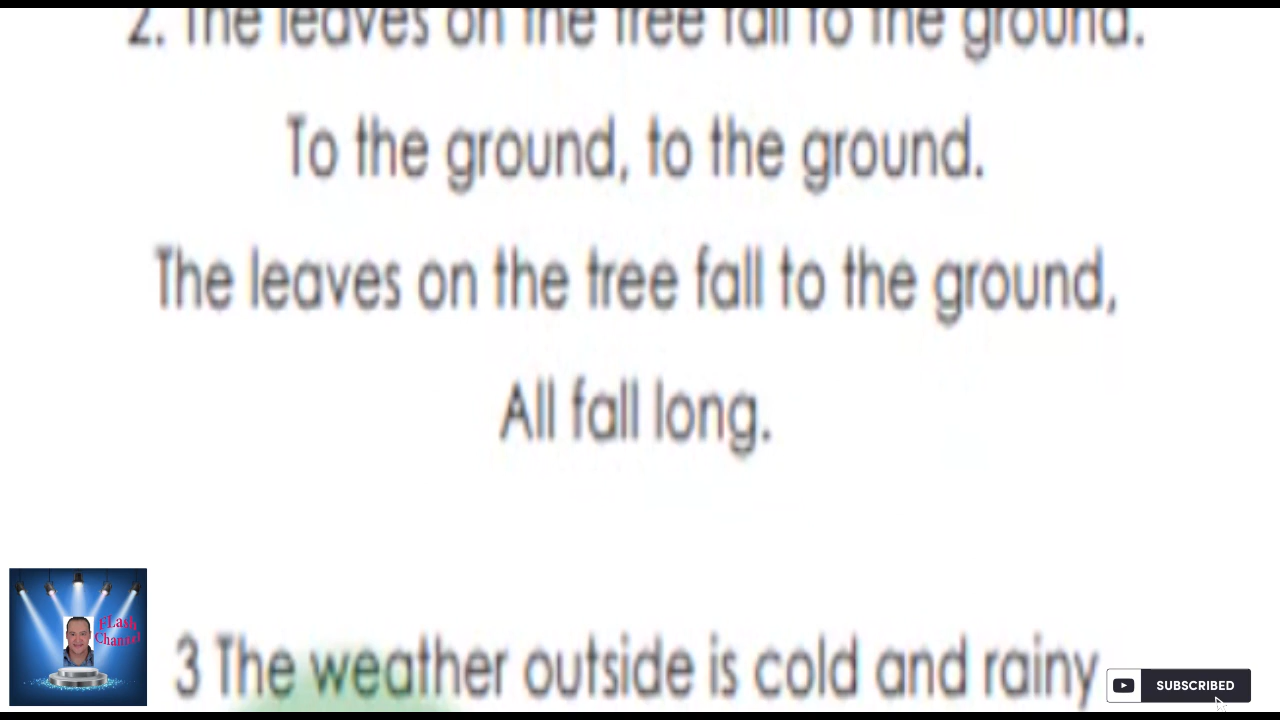 2. The leaves on the tree fall to the ground.
To the ground, to the ground.
The leaves on the tree fall to the ground,
All fall long.
3 The weather outside is cold and rainy
FLash
Channel
SUBSCRIBED